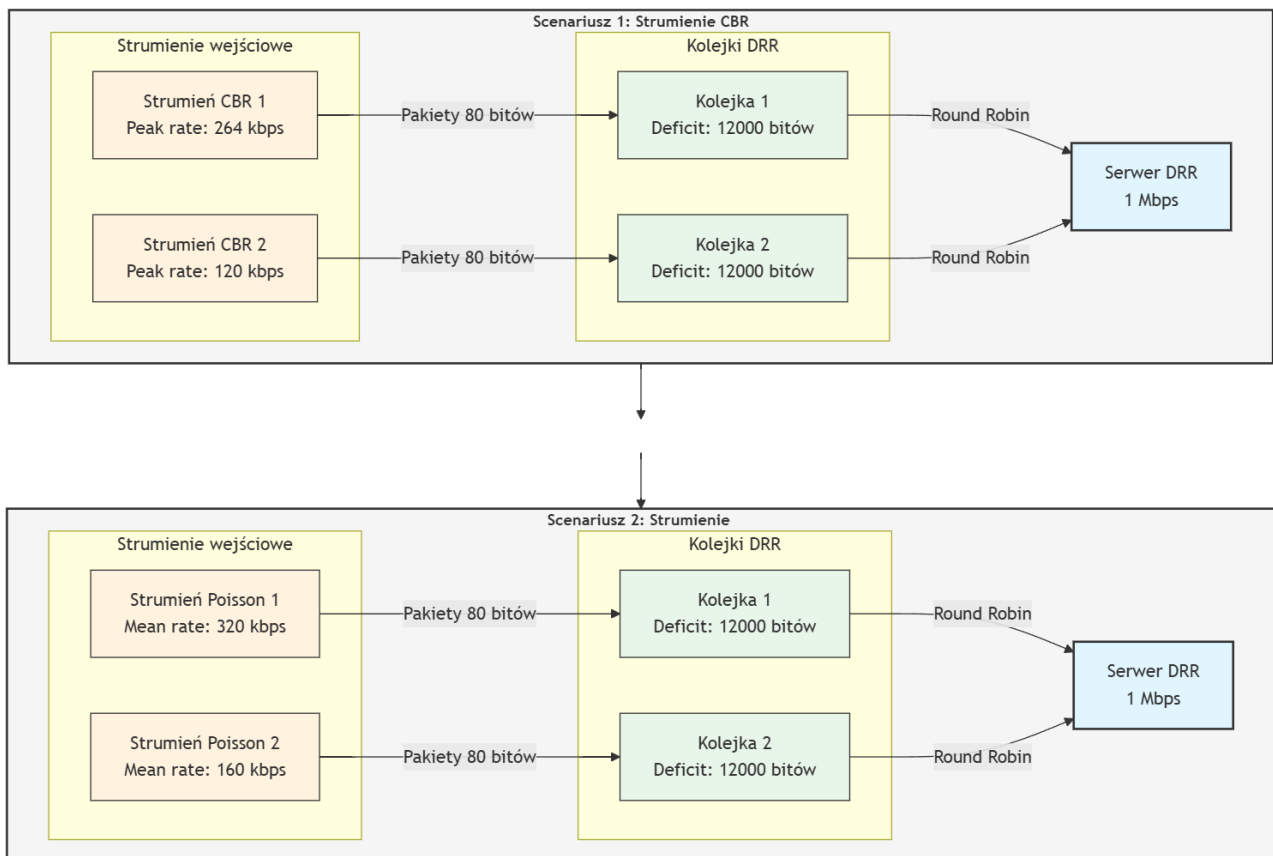 Scenariusz 1: Strumienie CBR
Strumienie wejściowe
Kolejki DRR
Strumień CBR 1
Peak rate: 264 kbps
Pakiety 80 bitów
Kolejka 1
Deficit: 12000 bitów
Round Robin
Serwer DRR
1 Mbps
Strumień CBR 2
Peak rate: 120 kbps
Pakiety 80 bitów
Kolejka 2
Deficit: 12000 bitów
Round Robin
Scenariusz 2: Strumienie
Strumienie wejściowe
Kolejki DRR
Strumień Poisson 1
Mean rate: 320 kbps
Pakiety 80 bitów
Kolejka 1
Deficit: 12000 bitów
Round Robin
Serwer DRR
1 Mbps
Strumień Poisson 2
Mean rate: 160 kbps
Pakiety 80 bitów
Kolejka 2
Deficit: 12000 bitów
Round Robin